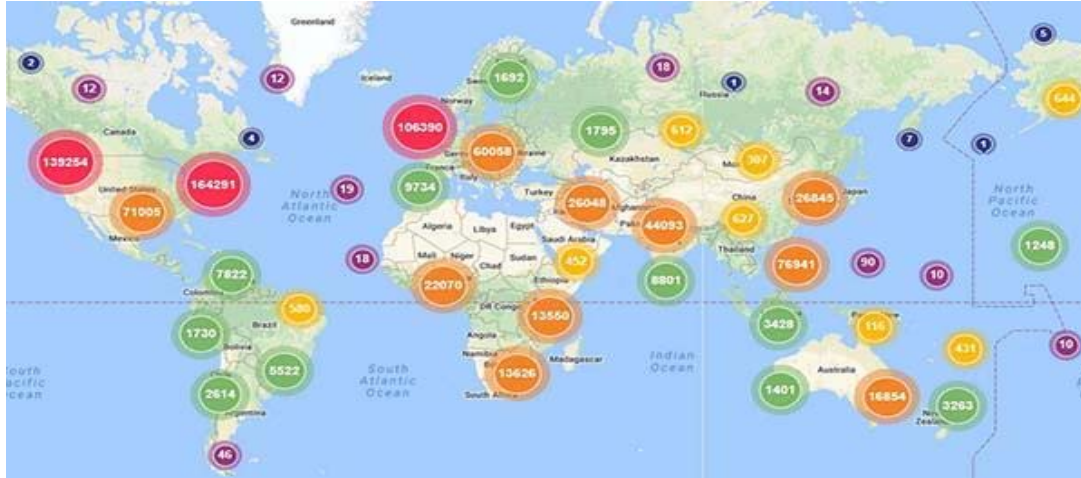 Greenland
5
2
12
12
1692
18
1
14
644
Iceland
Norway
Russia
Canada
4
106390
1795
612
7
1
60058
139254
164291
Kazakhstan
307
France
Italy
United States
71005
North
Atlantic
Ocean
19
9734
Turkey
26048
44093
China
26845
Japan
North
Pacific
Ocean
Mexico
Algeria
Libya
Egypt
Saudi Arabia
627
1248
18
Mali
Niger
Chad
Sudan
452
Thailand
7822
22070
Ethiopia
8801
76941
90
10
Colombia
580
DR Congo
13550
1730
Brazil
Angola
3428
116
431
10
Bolivia
Namibia
Madagascar
Indian
Ocean
Australia
5522
South
Atlantic
Ocean
13626
1401
16854
3263
2614
South Africa
Argentina
46